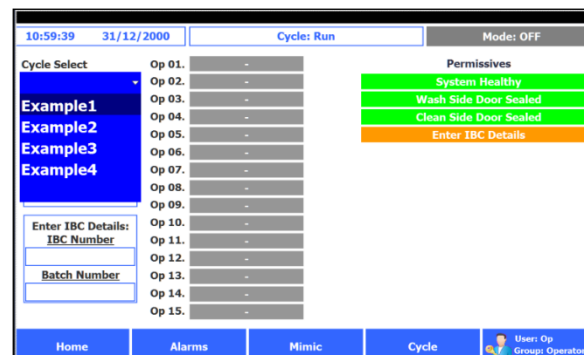 10:59:39 31/12/2000 Cycle: Run Mode: OFF
Cycle Select
Example1
Example2
Example3
Example4
Enter IBC Details:
IBC Number
Batch Number
Op 01. -
Op 02. -
Op 03. -
Op 04. -
Op 05. -
Op 06. -
Op 07. -
Op 08. -
Op 09. -
Op 10. -
Op 11. -
Op 12. -
Op 13. -
Op 14. -
Op 15. -
Permissives
System Healthy
Wash Side Door Sealed
Clean Side Door Sealed
Enter IBC Details
Home Alarms Mimic Cycle
User: Op
Group: Operator